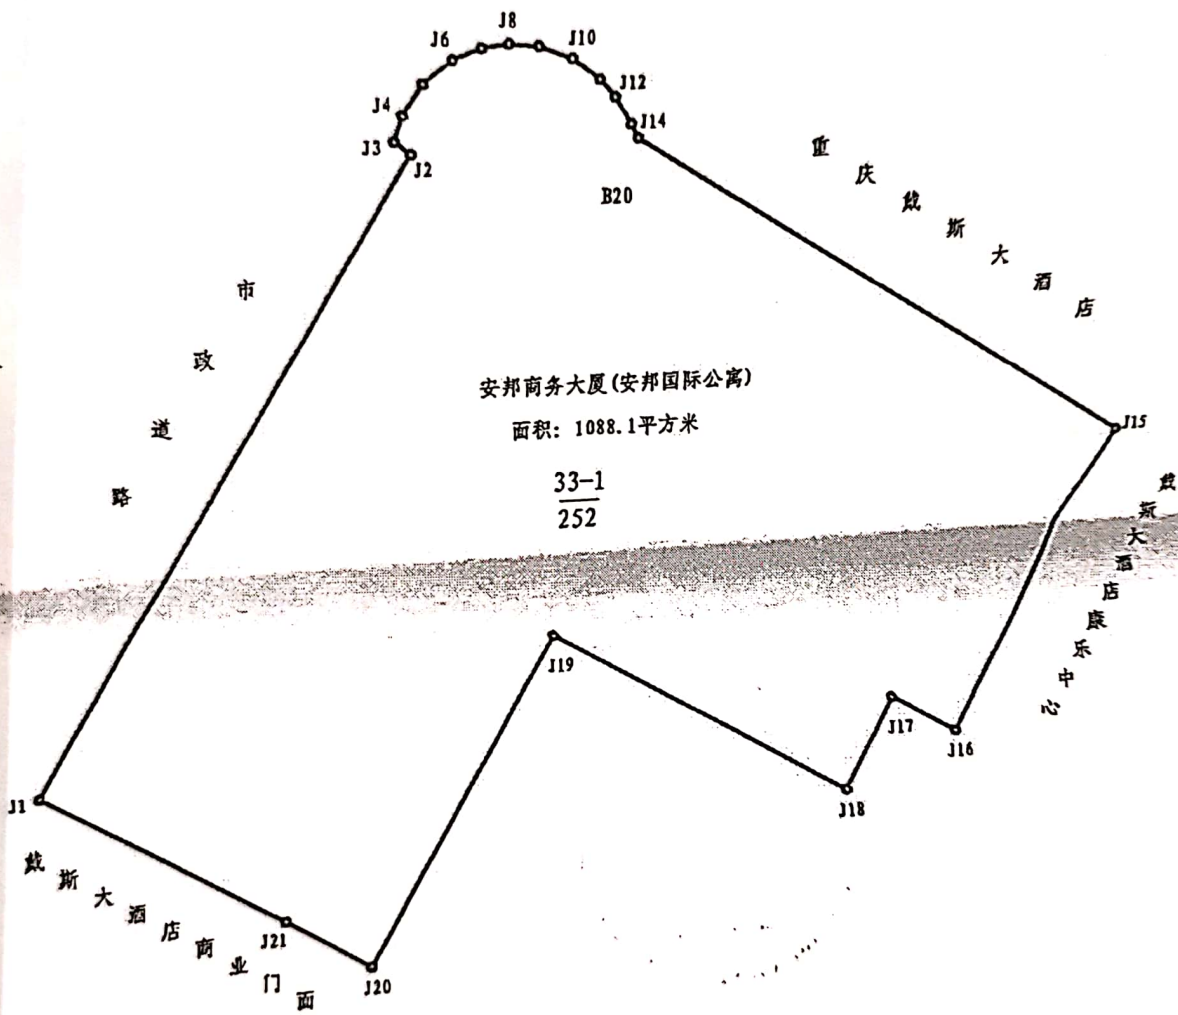 J8
J6
J10
J12
J4
J14
J3
J2
B20
重庆戴斯大酒店
市政道路
安邦商务大厦(安邦国际公寓)
面积: 1088.1平方米
33-1
252
J15
戴斯大酒店康乐中心
J19
J17
J16
J18
J1
戴斯大酒店商业门面
J21
J20